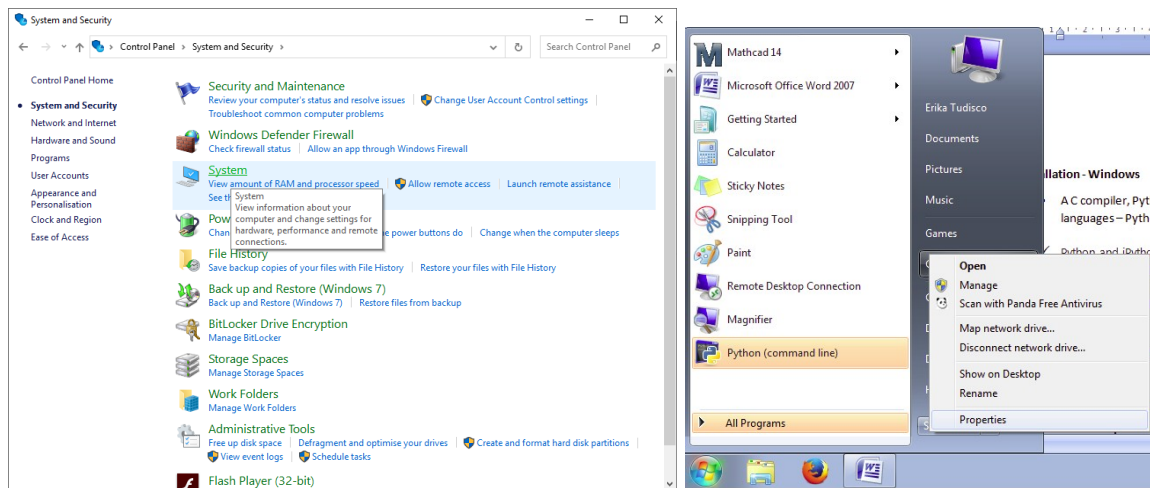 System and Security
Control Panel > System and Security >
Search Control Panel
Control Panel Home
System and Security
Network and Internet
Hardware and Sound
Programs
User Accounts
Appearance and
Personalisation
Clock and Region
Ease of Access
Security and Maintenance
Review your computer's status and resolve issues | Change User Account Control settings |
Troubleshoot common computer problems
Windows Defender Firewall
Check firewall status | Allow an app through Windows Firewall
System
View amount of RAM and processor speed | Allow remote access | Launch remote assistance |
See th
System
View information about your
computer and change settings for
hardware, performance and remote
connections.
Pow
Chan e power buttons do | Change when the computer sleeps
File History
Save backup copies of your files with File History | Restore your files with File History
Back up and Restore (Windows 7)
Back up and Restore (Windows 7) | Restore files from backup
BitLocker Drive Encryption
Manage BitLocker
Storage Spaces
Manage Storage Spaces
Work Folders
Manage Work Folders
Administrative Tools
Free up disk space | Defragment and optimise your drives | Create and format hard disk partitions |
View event logs | Schedule tasks
Flash Player (32-bit)
Mathcad 14
Microsoft Office Word 2007
Getting Started
Calculator
Sticky Notes
Snipping Tool
Paint
Remote Desktop Connection
Magnifier
Python (command line)
All Programs
Erika Tudisco
Documents
Pictures
Music
Games
Open
Manage
Scan with Panda Free Antivirus
Map network drive...
Disconnect network drive...
Show on Desktop
Rename
Properties
llation - Windows
A C compiler, Pyt
languages – Pyth